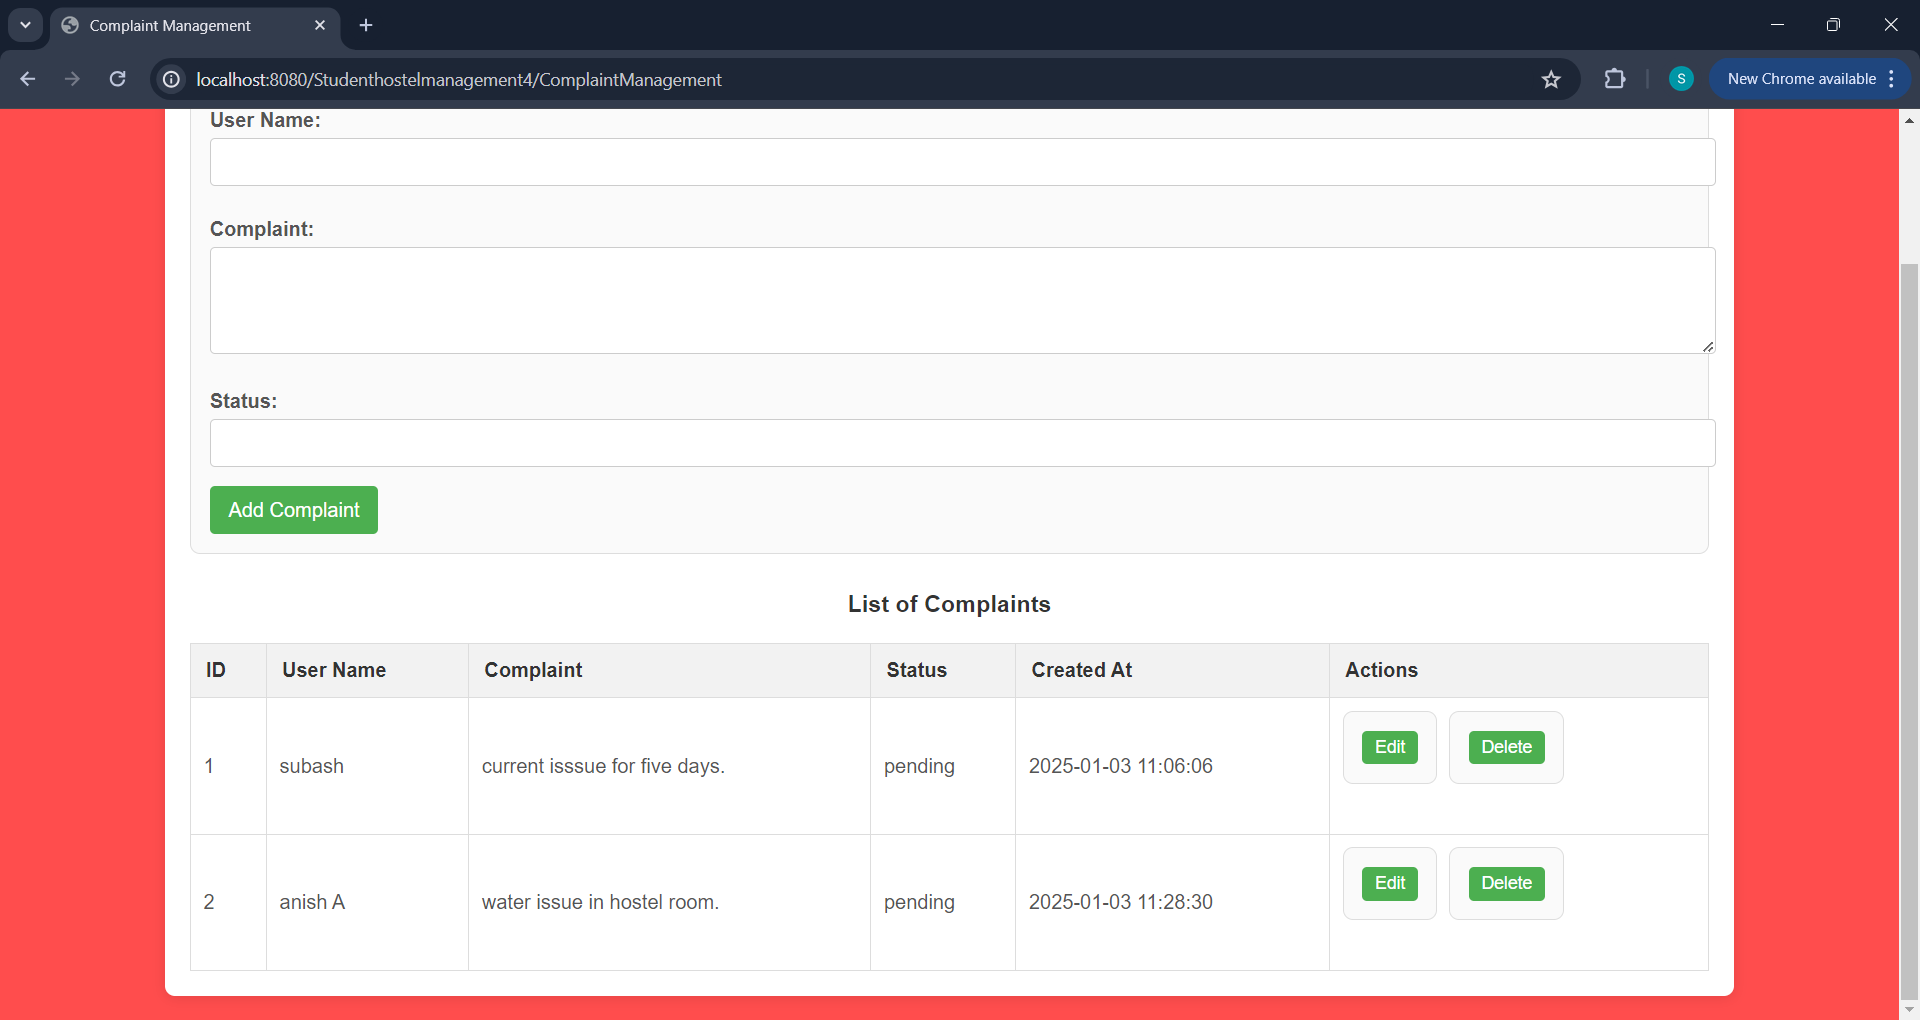 Complaint Management
localhost:8080/Studenthostelmanagement4/ComplaintManagement
S
New Chrome available
User Name:
Complaint:
Status:
Add Complaint
List of Complaints
ID User Name Complaint Status Created At Actions
1 subash current isssue for five days. pending 2025-01-03 11:06:06 Edit Delete
2 anish A water issue in hostel room. pending 2025-01-03 11:28:30 Edit Delete